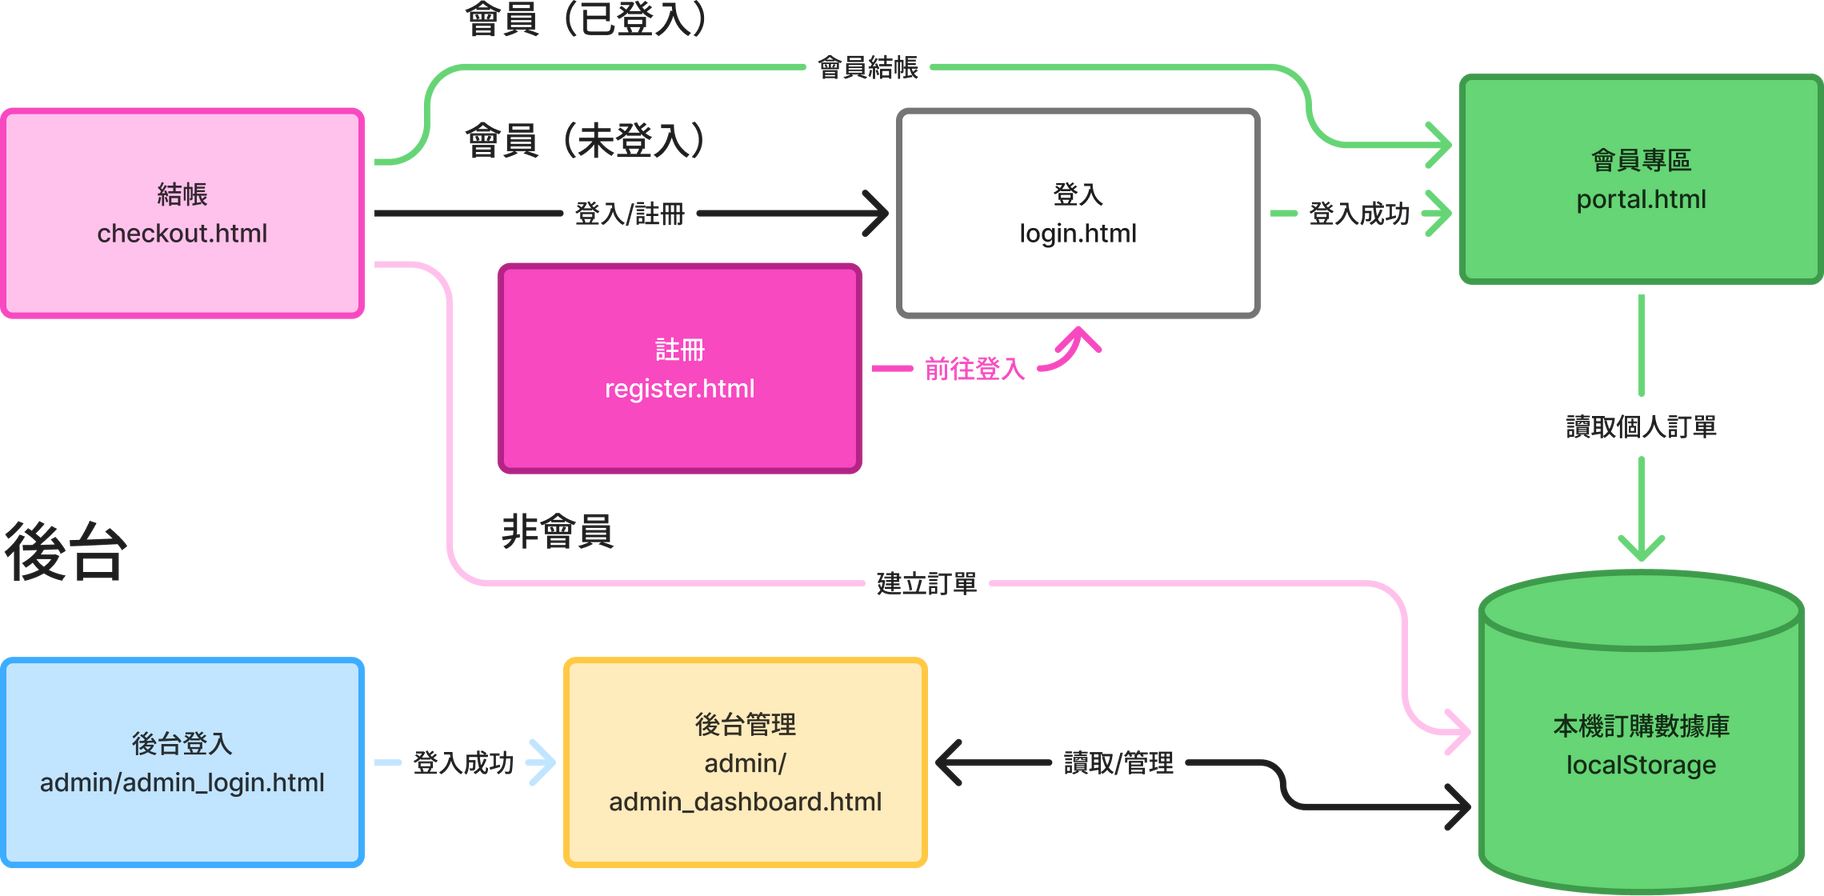 會員（已登入）
會員結帳
會員（未登入）
結帳
checkout.html
登入/註冊
登入
login.html
登入成功
會員專區
portal.html
註冊
register.html
前往登入
讀取個人訂單
非會員
後台
建立訂單
後台登入
admin/admin_login.html
登入成功
後台管理
admin/
admin_dashboard.html
讀取/管理
本機訂購數據庫
localStorage